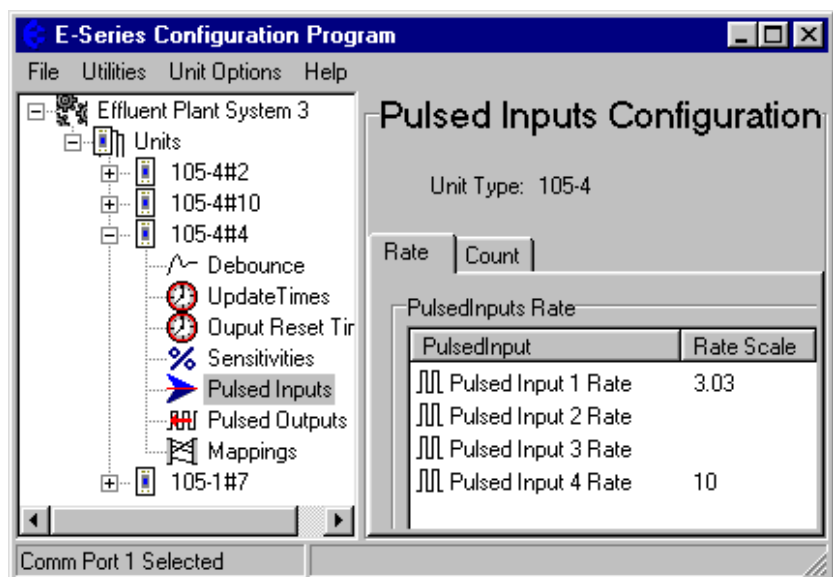 E-Series Configuration Program
File Utilities Unit Options Help
Effluent Plant System 3
Units
105-4#2
105-4#10
105-4#4
Debounce
UpdateTimes
Ouput Reset Tir
Sensitivities
Pulsed Inputs
Pulsed Outputs
Mappings
105-1#7
Pulsed Inputs Configuration
Unit Type: 105-4
Rate Count
PulsedInputs Rate
PulsedInput Rate Scale
Pulsed Input 1 Rate 3.03
Pulsed Input 2 Rate
Pulsed Input 3 Rate
Pulsed Input 4 Rate 10
Comm Port 1 Selected